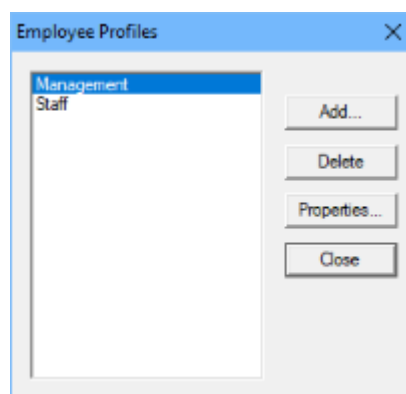 Employee Profiles
Management
Staff
Add...
Delete
Properties...
Close